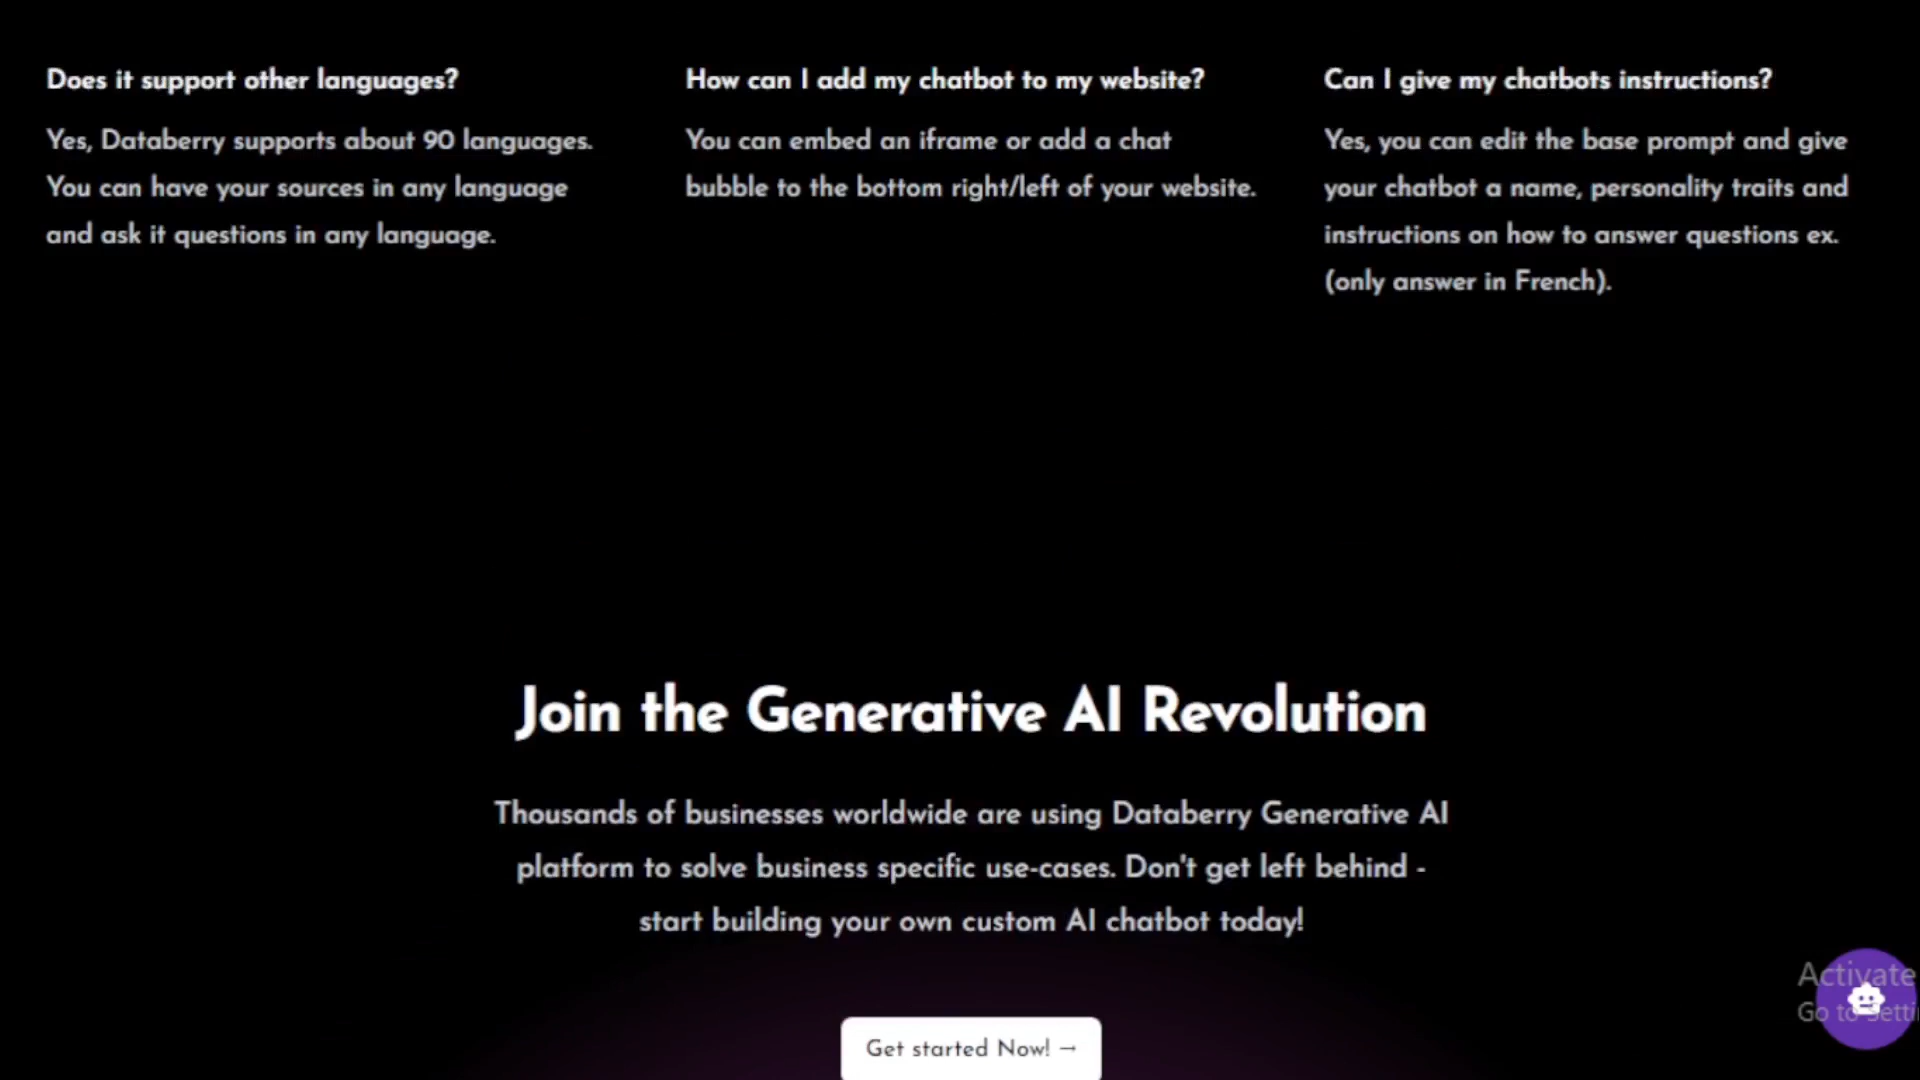 Does it support other languages?
Yes, Databerry supports about 90 languages.
You can have your sources in any language
and ask it questions in any language.
How can I add my chatbot to my website?
You can embed an iframe or add a chat
bubble to the bottom right/left of your website.
Can I give my chatbots instructions?
Yes, you can edit the base prompt and give
your chatbot a name, personality traits and
instructions on how to answer questions ex.
(only answer in French).
Join the Generative AI Revolution
Thousands of businesses worldwide are using Databerry Generative AI
platform to solve business specific use-cases. Don't get left behind -
start building your own custom AI chatbot today!
Get started Now! →
Activate
Go to